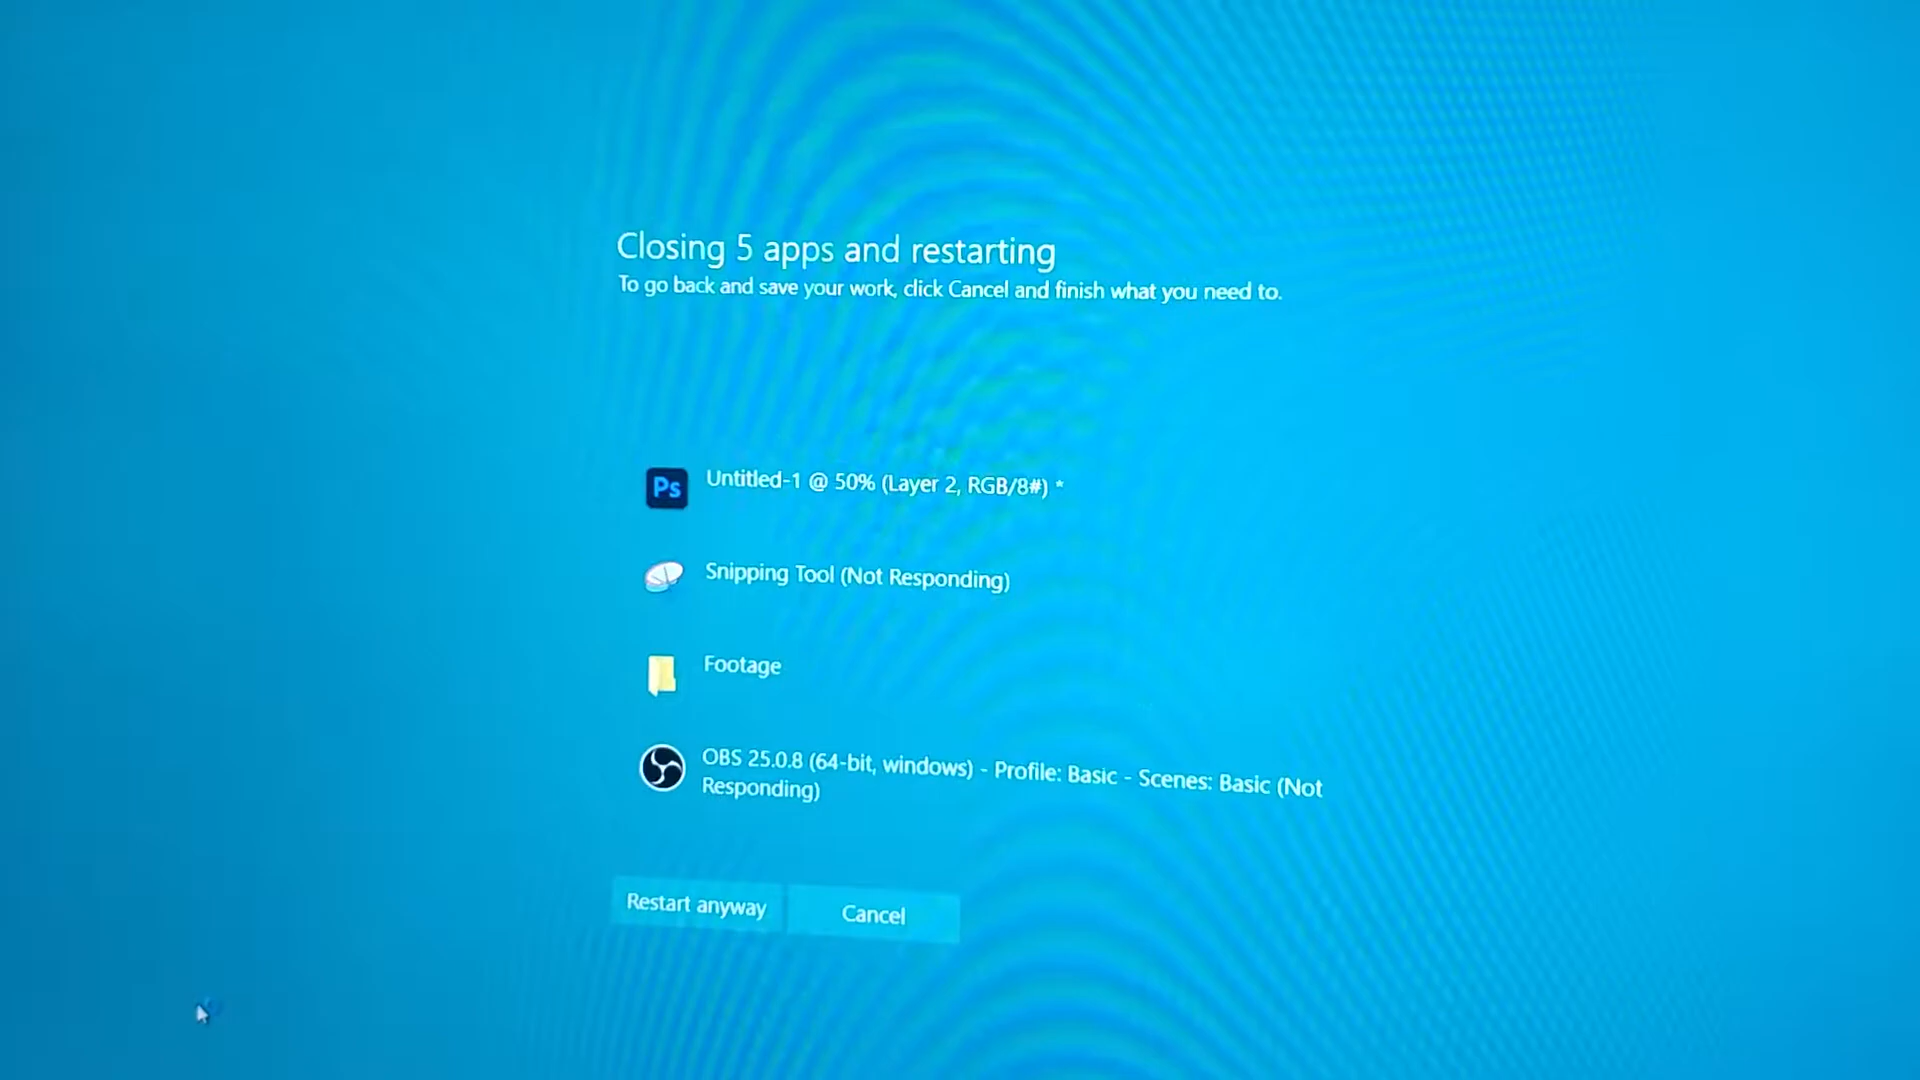 Closing 5 apps and restarting
To go back and save your work, click Cancel and finish what you need to.
Ps
Untitled-1 @ 50% (Layer 2, RGB/8#) *
Snipping Tool (Not Responding)
Footage
OBS 25.0.8 (64-bit, windows) - Profile: Basic - Scenes: Basic (Not
Responding)
Restart anyway
Cancel